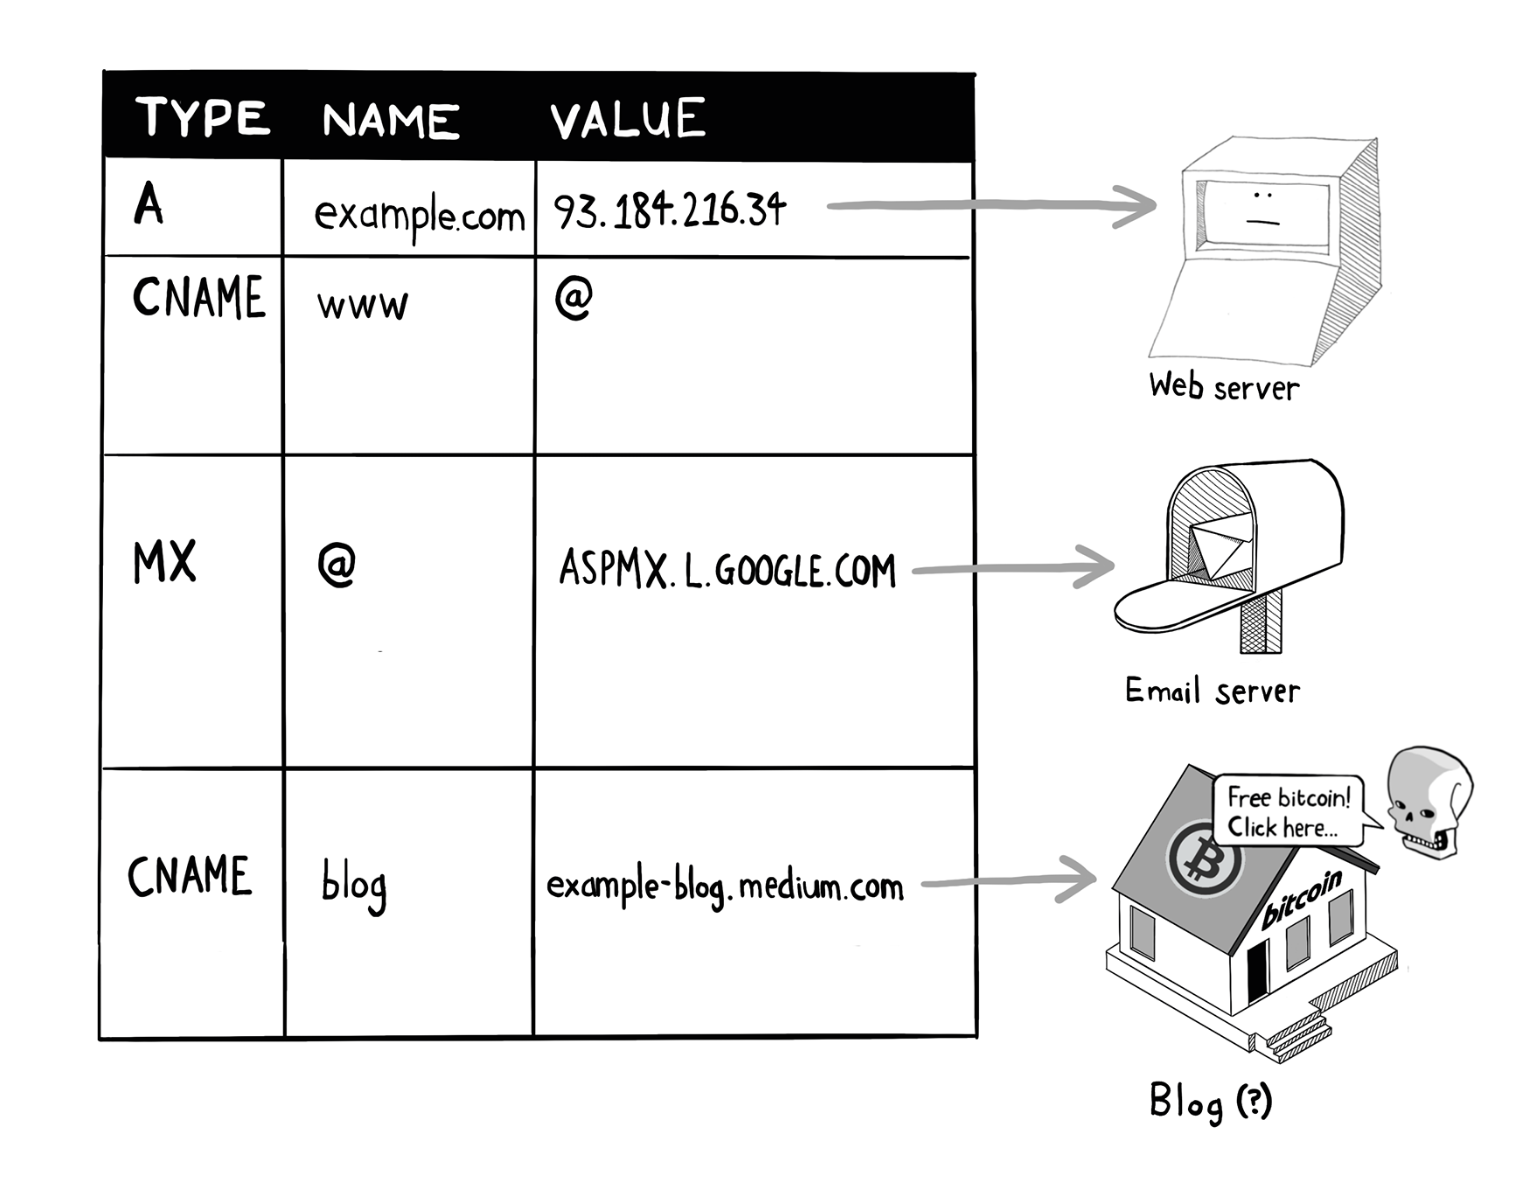 TYPE NAME VALUE
A example.com 93.184.216.34
CNAME www @
Web server
MX @ ASPMX.L.GOOGLE.COM
Email server
Free bitcoin!
Click here...
CNAME blog example-blog.medium.com
bitcoin
Blog (?)